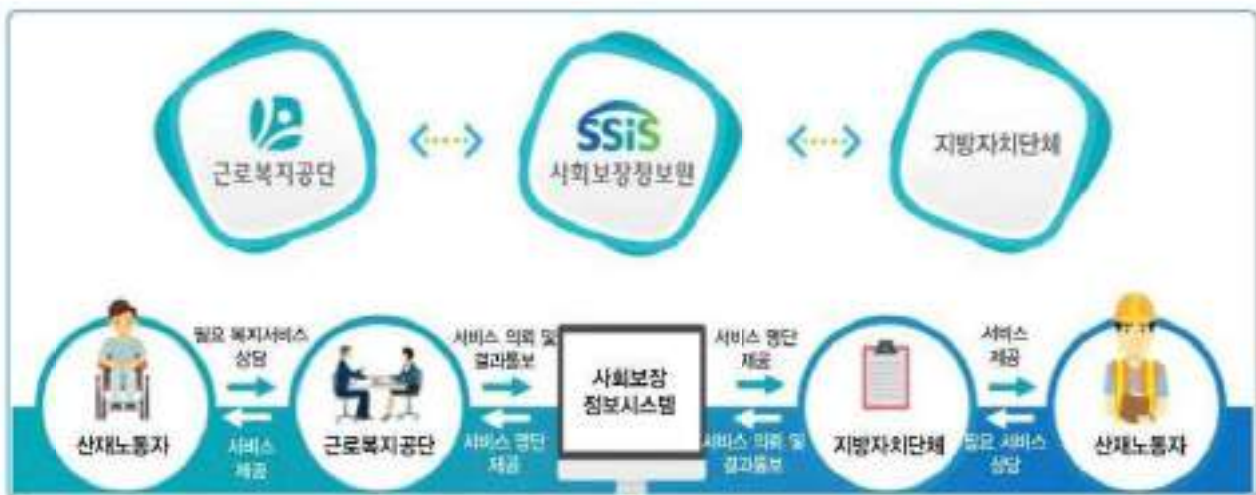 근로복지공단
SSiS
사회보장정보원
지방자치단체
필요 복지서비스
상담
서비스 의뢰 및
결과통보
서비스 명단
제공
서비스
제공
사회보장
정보시스템
산재노동자
서비스
제공
근로복지공단
서비스 명단
제공
서비스 의뢰 및
결과통보
지방자치단체
필요 서비스
상담
산재노동자